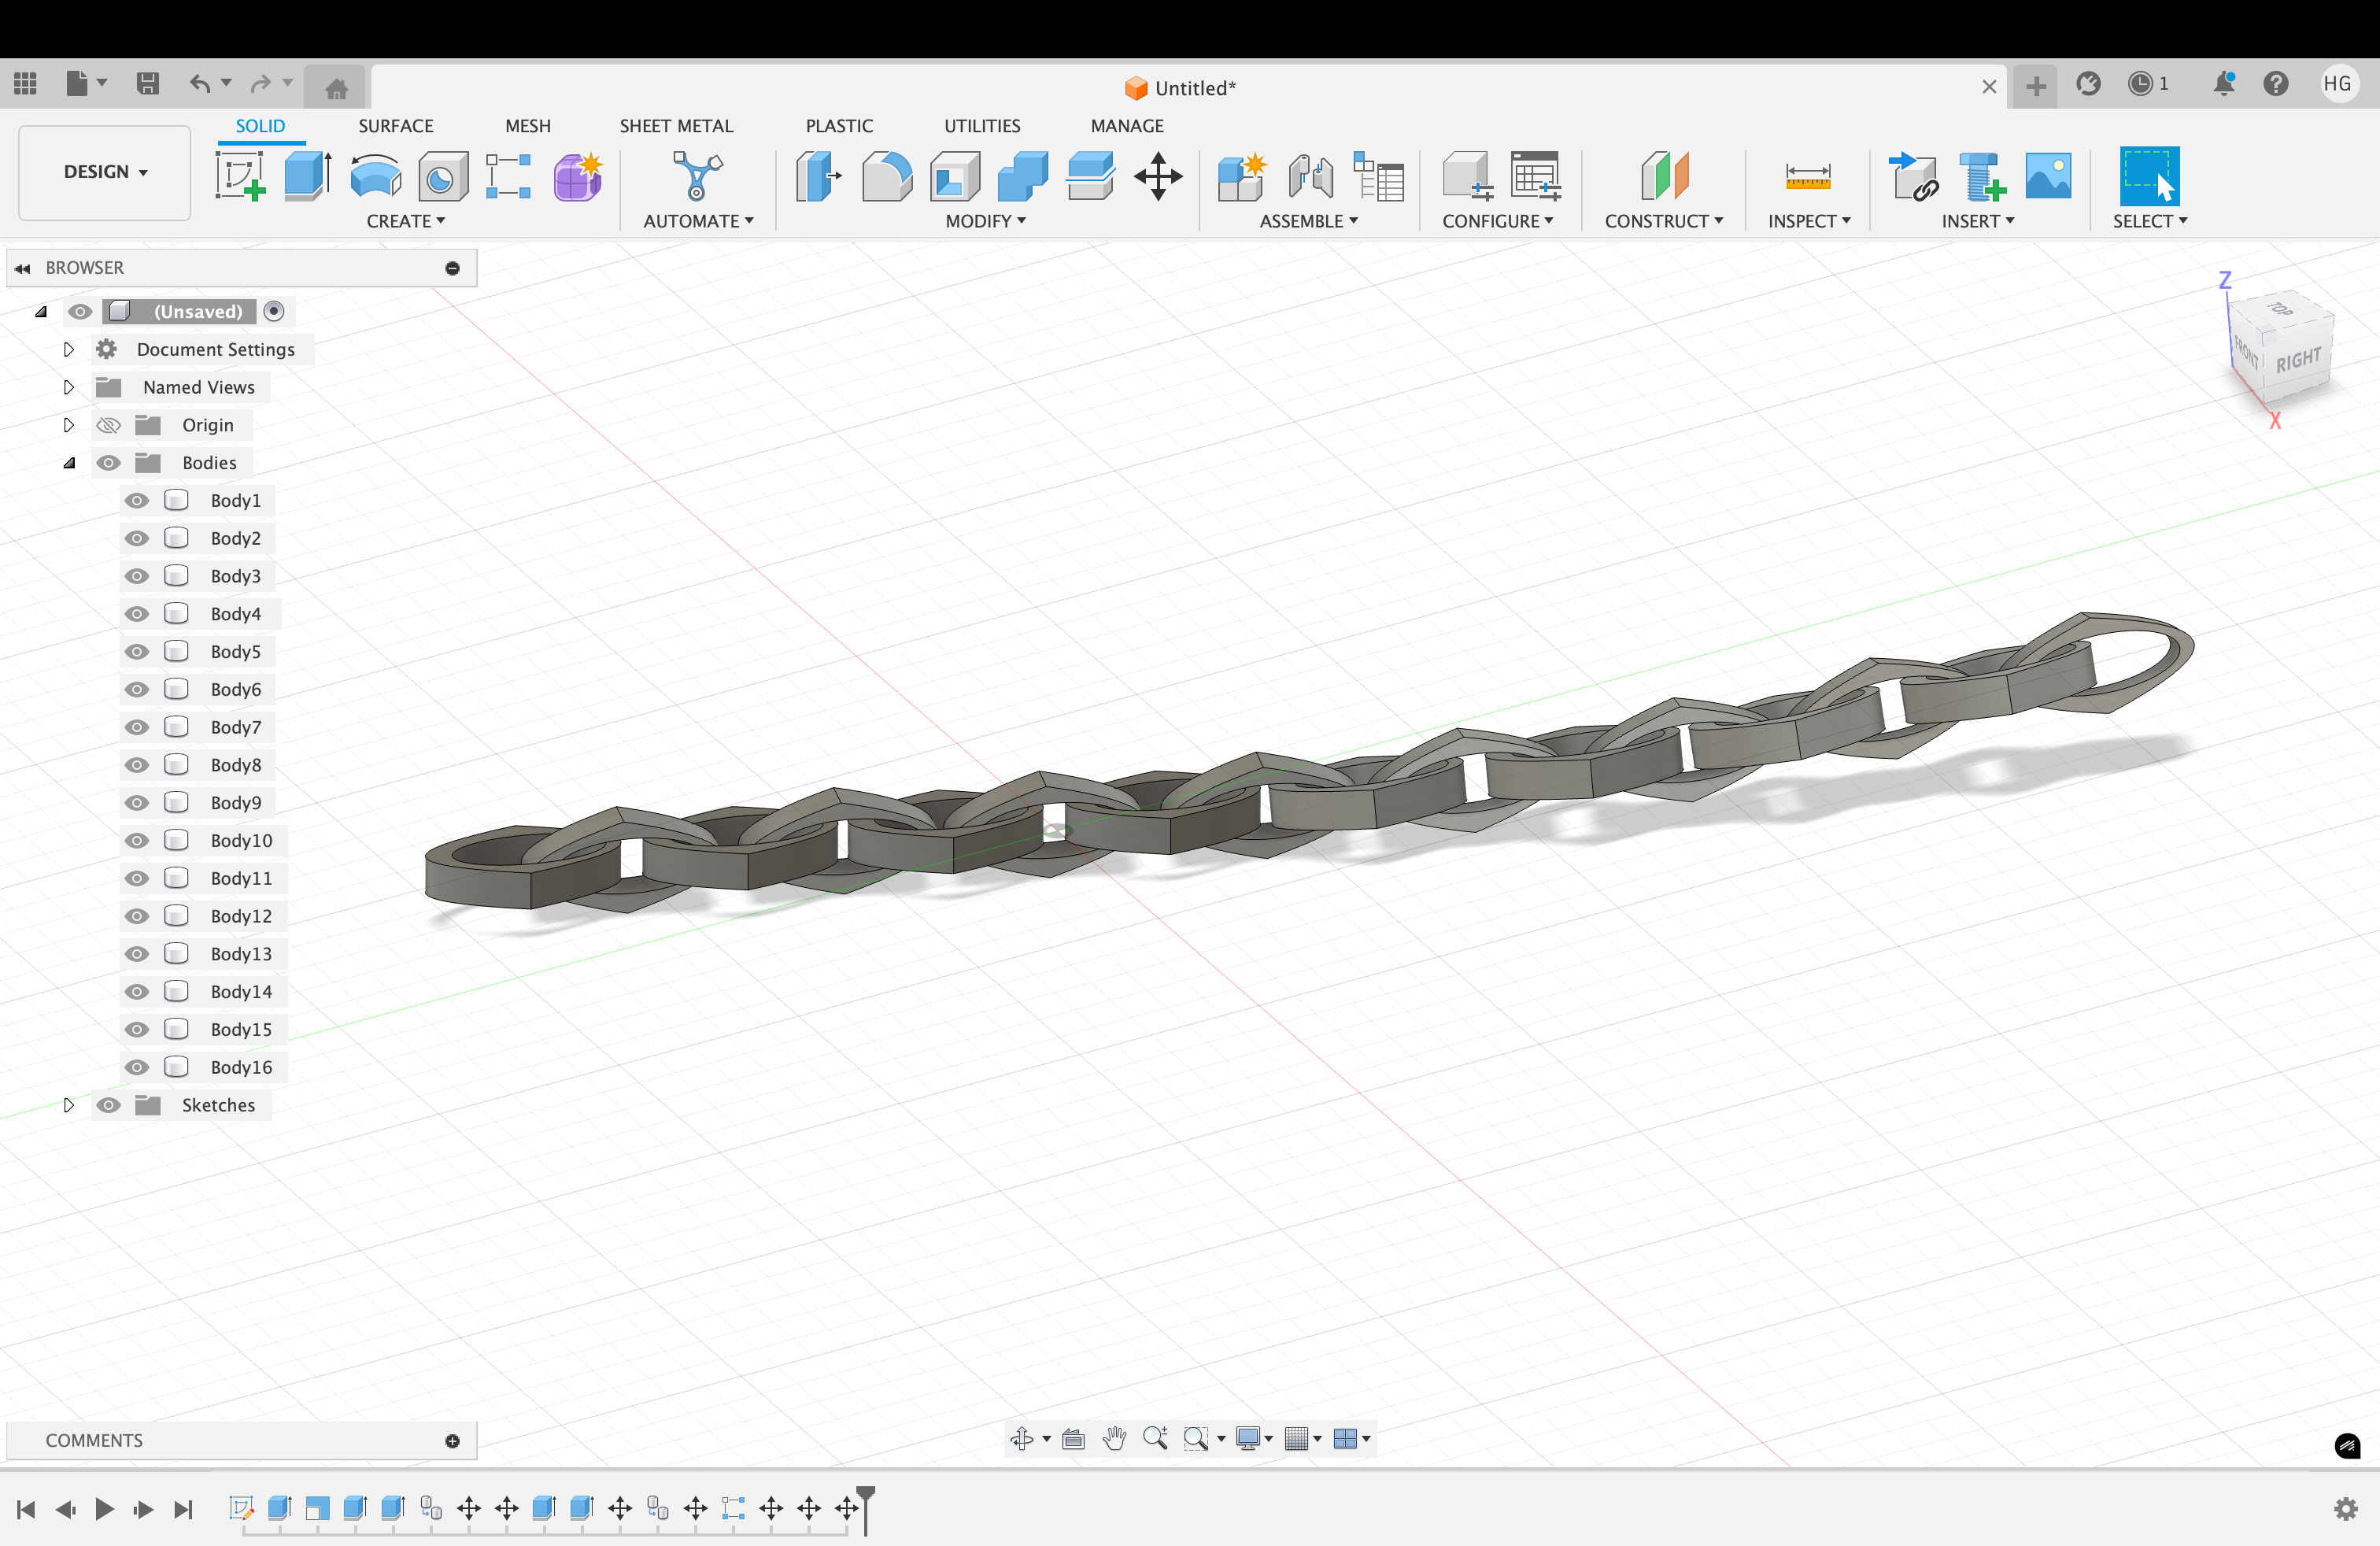 Untitled*
1
HG
SOLID SURFACE MESH SHEET METAL PLASTIC UTILITIES MANAGE
DESIGN
CREATE AUTOMATE MODIFY ASSEMBLE CONFIGURE CONSTRUCT INSPECT INSERT SELECT
BROWSER
(Unsaved)
Document Settings
Named Views
Origin
Bodies
Body1
Body2
Body3
Body4
Body5
Body6
Body7
Body8
Body9
Body10
Body11
Body12
Body13
Body14
Body15
Body16
Sketches
Z
TOP
FRONT
RIGHT
X
COMMENTS